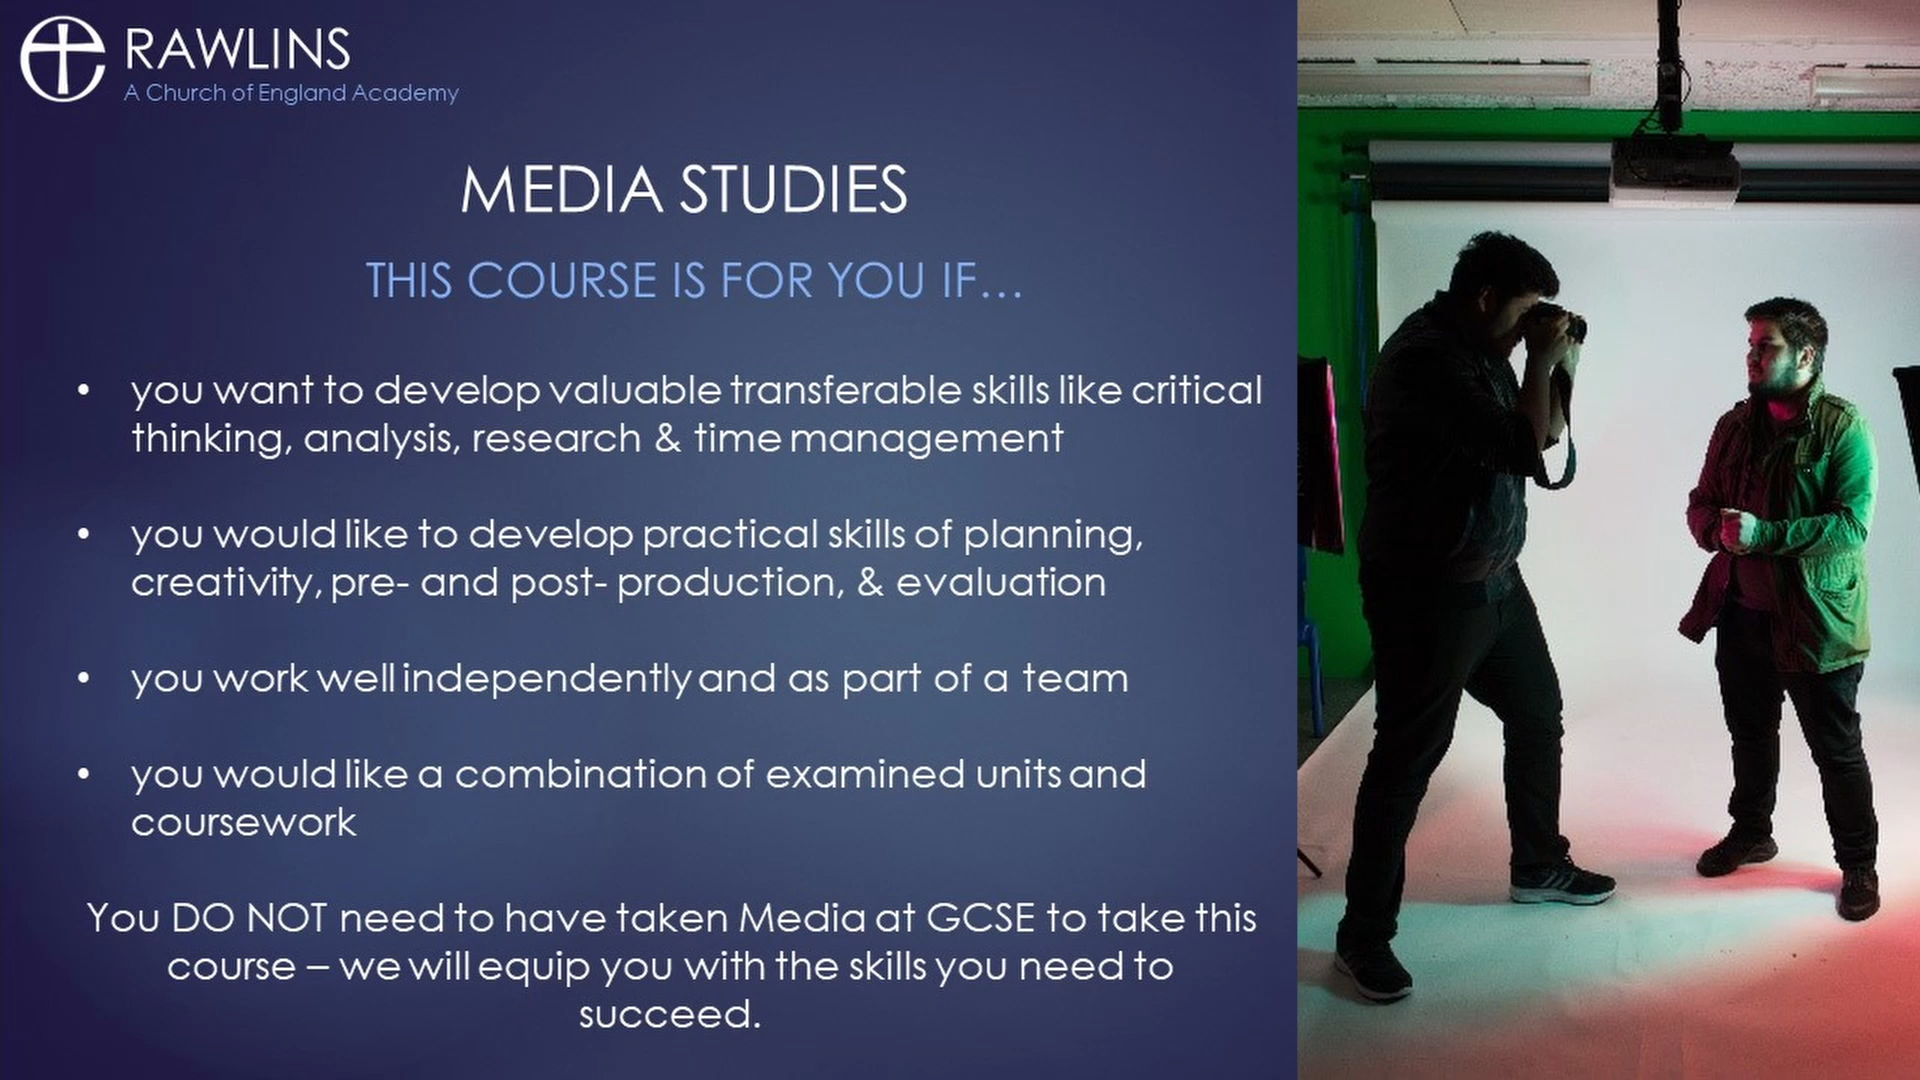 RAWLINS
A Church of England Academy
MEDIA STUDIES
THIS COURSE IS FOR YOU IF…
• you want to develop valuable transferable skills like critical
thinking, analysis, research & time management
• you would like to develop practical skills of planning,
creativity, pre- and post- production, & evaluation
• you work well independently and as part of a team
• you would like a combination of examined units and
coursework
You DO NOT need to have taken Media at GCSE to take this
course – we will equip you with the skills you need to
succeed.